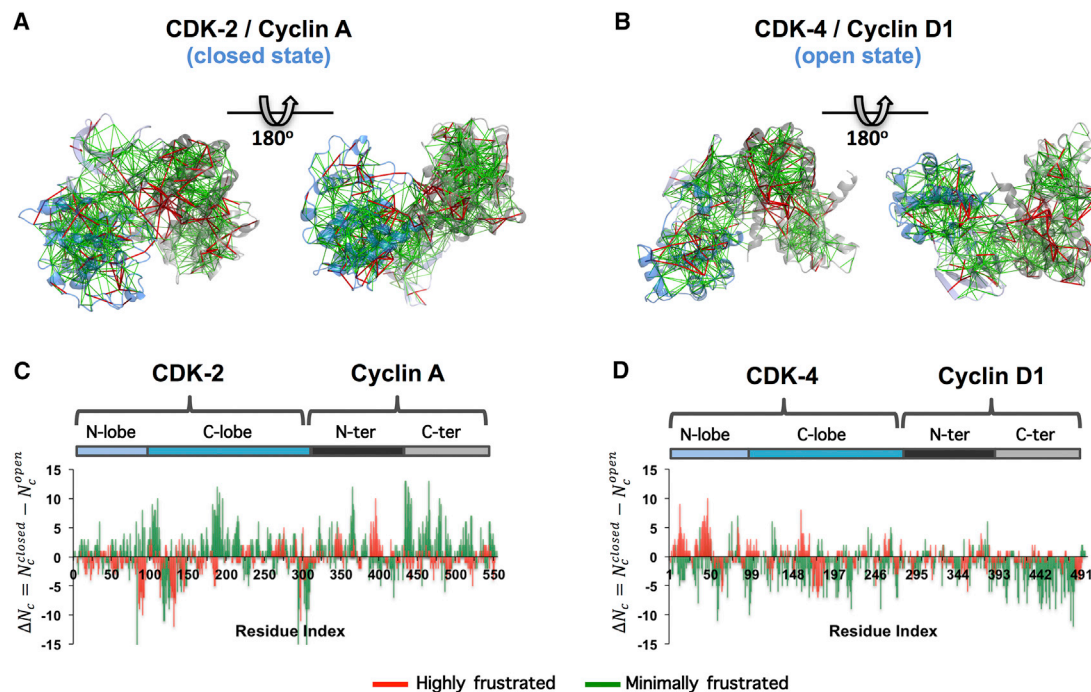 A
CDK-2 / Cyclin A
(closed state)
180º
B
CDK-4 / Cyclin D1
(open state)
180º
C
CDK-2
Cyclin A
N-lobe
C-lobe
N-ter
C-ter
ΔN_c = N_c^closed − N_c^open
15
10
5
0
-5
-10
-15
0 50 100 150 200 250 300 350 400 450 500 550
Residue Index
D
CDK-4
Cyclin D1
N-lobe
C-lobe
N-ter
C-ter
ΔN_c = N_c^closed − N_c^open
15
10
5
0
-5
-10
-15
1 50 99 148 197 246 295 344 393 442 491
Residue Index
Highly frustrated
Minimally frustrated